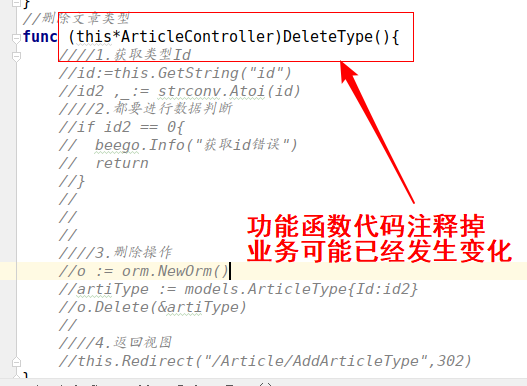 }
//删除文章类型
func (this*ArticleController)DeleteType(){
////1.获取类型Id
//id:=this.GetString("id")
//id2 ,_:= strconv.Atoi(id)
////2.都要进行数据判断
//if id2 == 0{
//  beego.Info("获取id错误")
//  return
//}
//
//
//
功能函数代码注释掉
业务可能已经发生变化
////3.删除操作
//o := orm.NewOrm()
//artiType := models.ArticleType{Id:id2}
//o.Delete(&artiType)
//
////4.返回视图
//this.Redirect("/Article/AddArticleType",302)
}